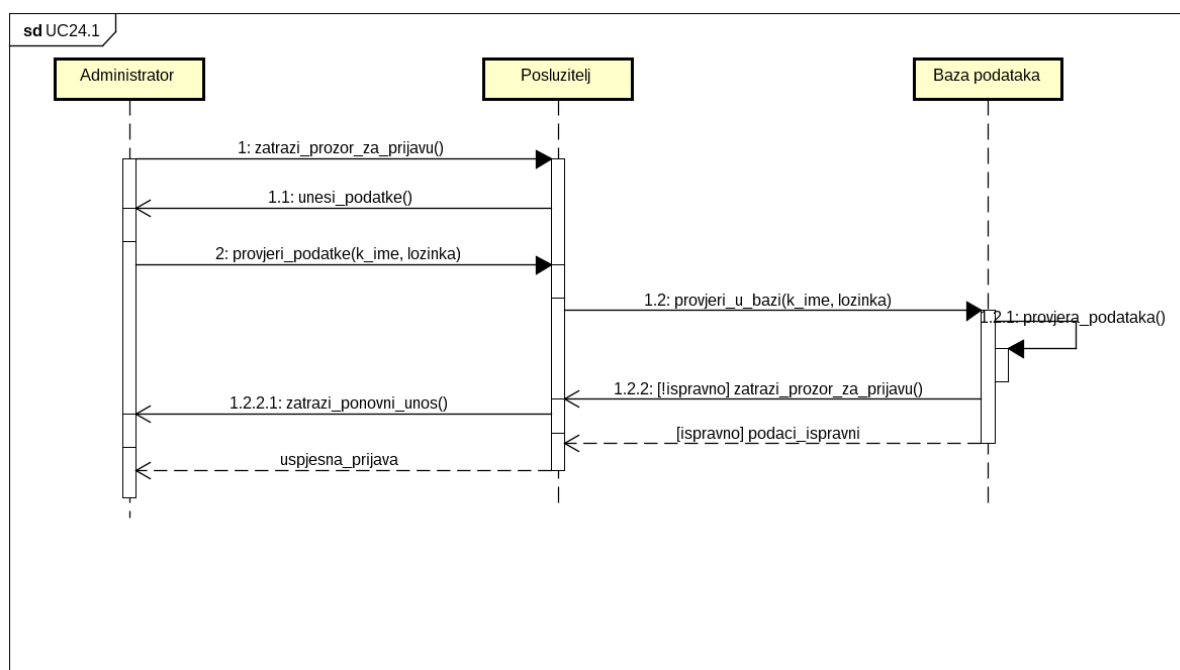 sd UC24.1
Administrator
Posluzitelj
Baza podataka
1: zatrazi_prozor_za_prijavu()
1.1: unesi_podatke()
2: provjeri_podatke(k_ime, lozinka)
1.2: provjeri_u_bazi(k_ime, lozinka)
1.2.1: provjera_podataka()
1.2.2: [!ispravno] zatrazi_prozor_za_prijavu()
1.2.2.1: zatrazi_ponovni_unos()
[ispravno] podaci_ispravni
uspjesna_prijava